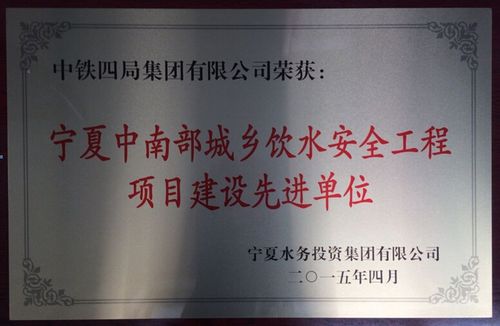 中铁四局集团有限公司荣获：
宁夏中南部城乡饮水安全工程
项目建设先进单位
宁夏水务投资集团有限公司
二〇一五年四月